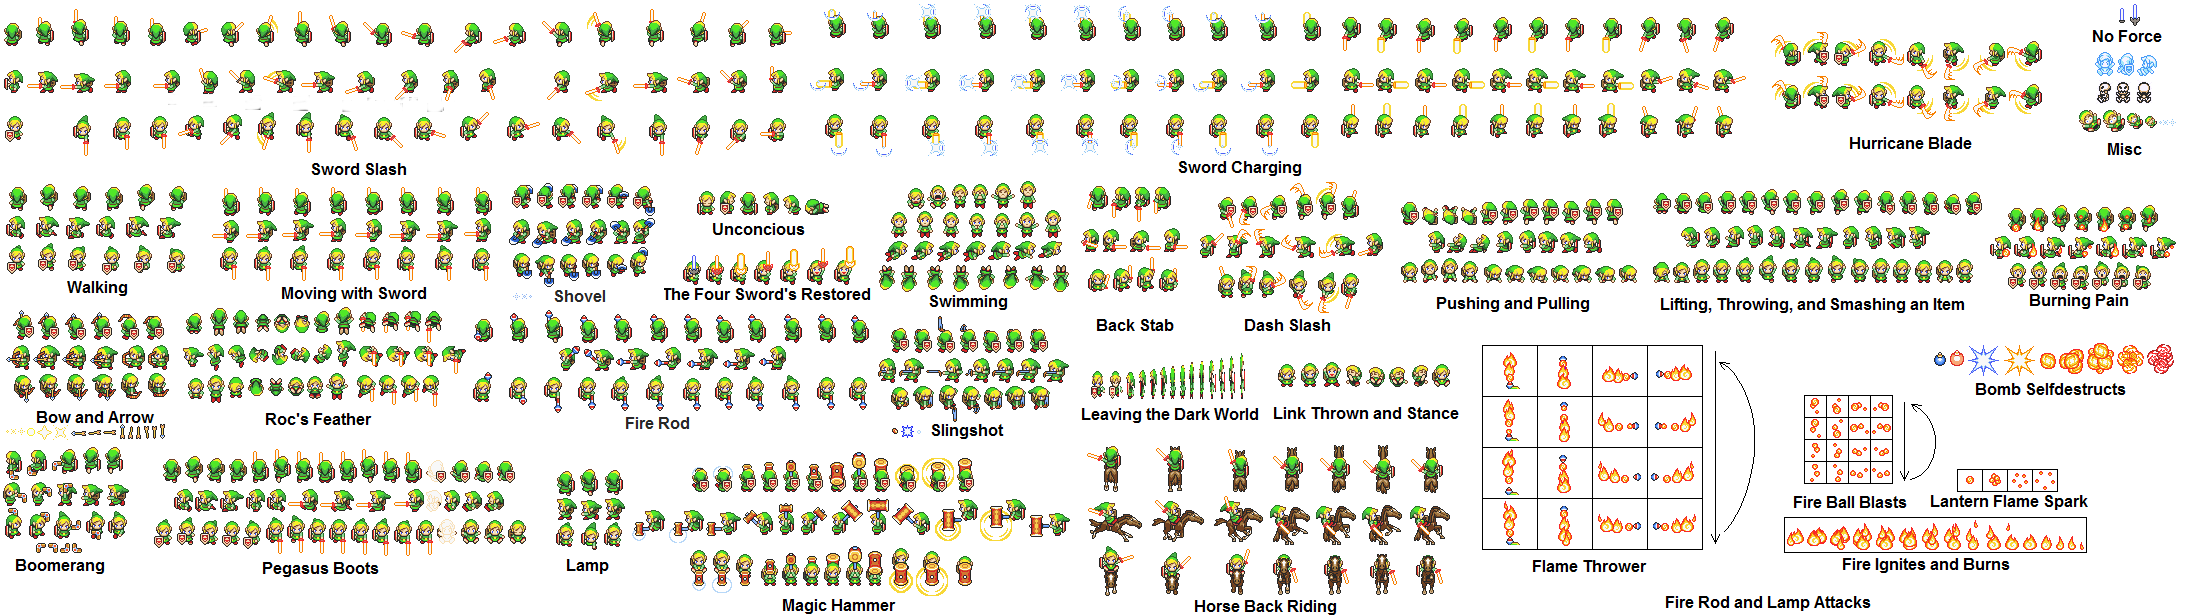 No Force
Hurricane Blade
Misc
Sword Slash
Sword Charging
Walking
Moving with Sword
Shovel
Unconcious
The Four Sword's Restored
Swimming
Back Stab
Dash Slash
Pushing and Pulling
Lifting, Throwing, and Smashing an Item
Burning Pain
Bow and Arrow
Roc's Feather
Fire Rod
Slingshot
Leaving the Dark World
Link Thrown and Stance
Bomb Selfdestructs
Fire Ball Blasts
Lantern Flame Spark
Boomerang
Pegasus Boots
Lamp
Magic Hammer
Horse Back Riding
Flame Thrower
Fire Ignites and Burns
Fire Rod and Lamp Attacks